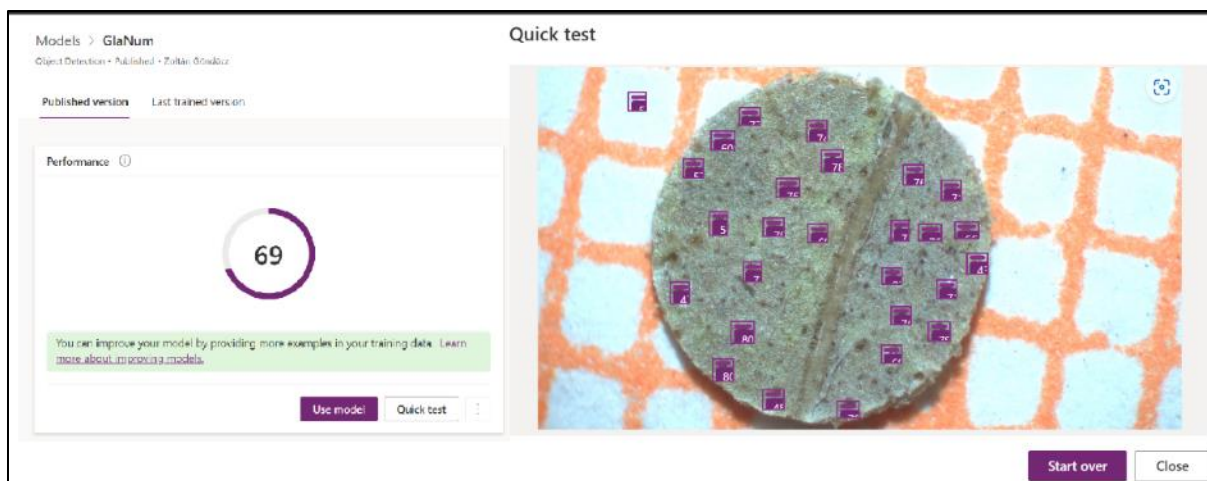 Models > GlaNum
Object Detection • Published • Zoltán
Published version Last trained version
Performance
69
You can improve your model by providing more examples in your training data. Learn
more about improving models.
Use model Quick test
Quick test
80
80
Start over Close